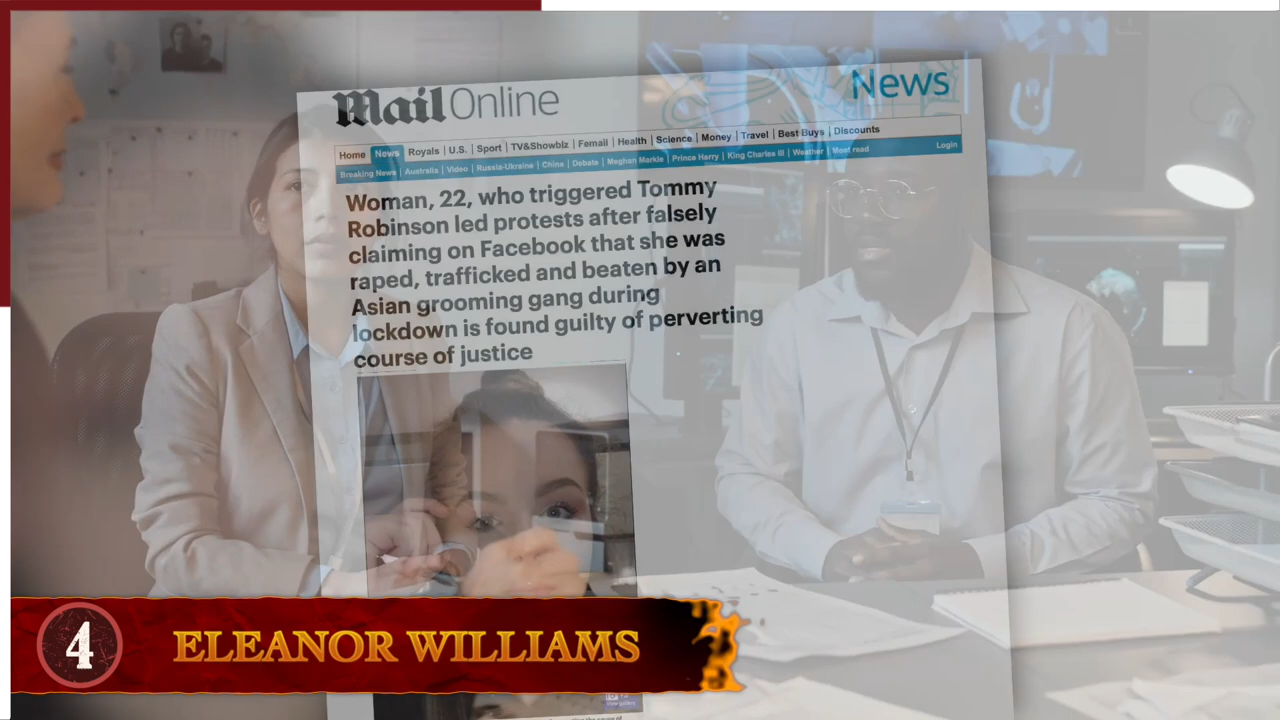 Mail Online
News
Home | News | Royals | U.S. | Sport | TV&Showbiz | Femail | Health | Science | Money | Travel | Best Buys | Discounts
Breaking News | Australia | Video | Russia-Ukraine | China | Debate | Meghan Markle | Prince Harry | King Charles III | Weather | Most read
Login
Woman, 22, who triggered Tommy
Robinson led protests after falsely
claiming on Facebook that she was
raped, trafficked and beaten by an
Asian grooming gang during
lockdown is found guilty of perverting
course of justice
4
ELEANOR WILLIAMS
View gallery